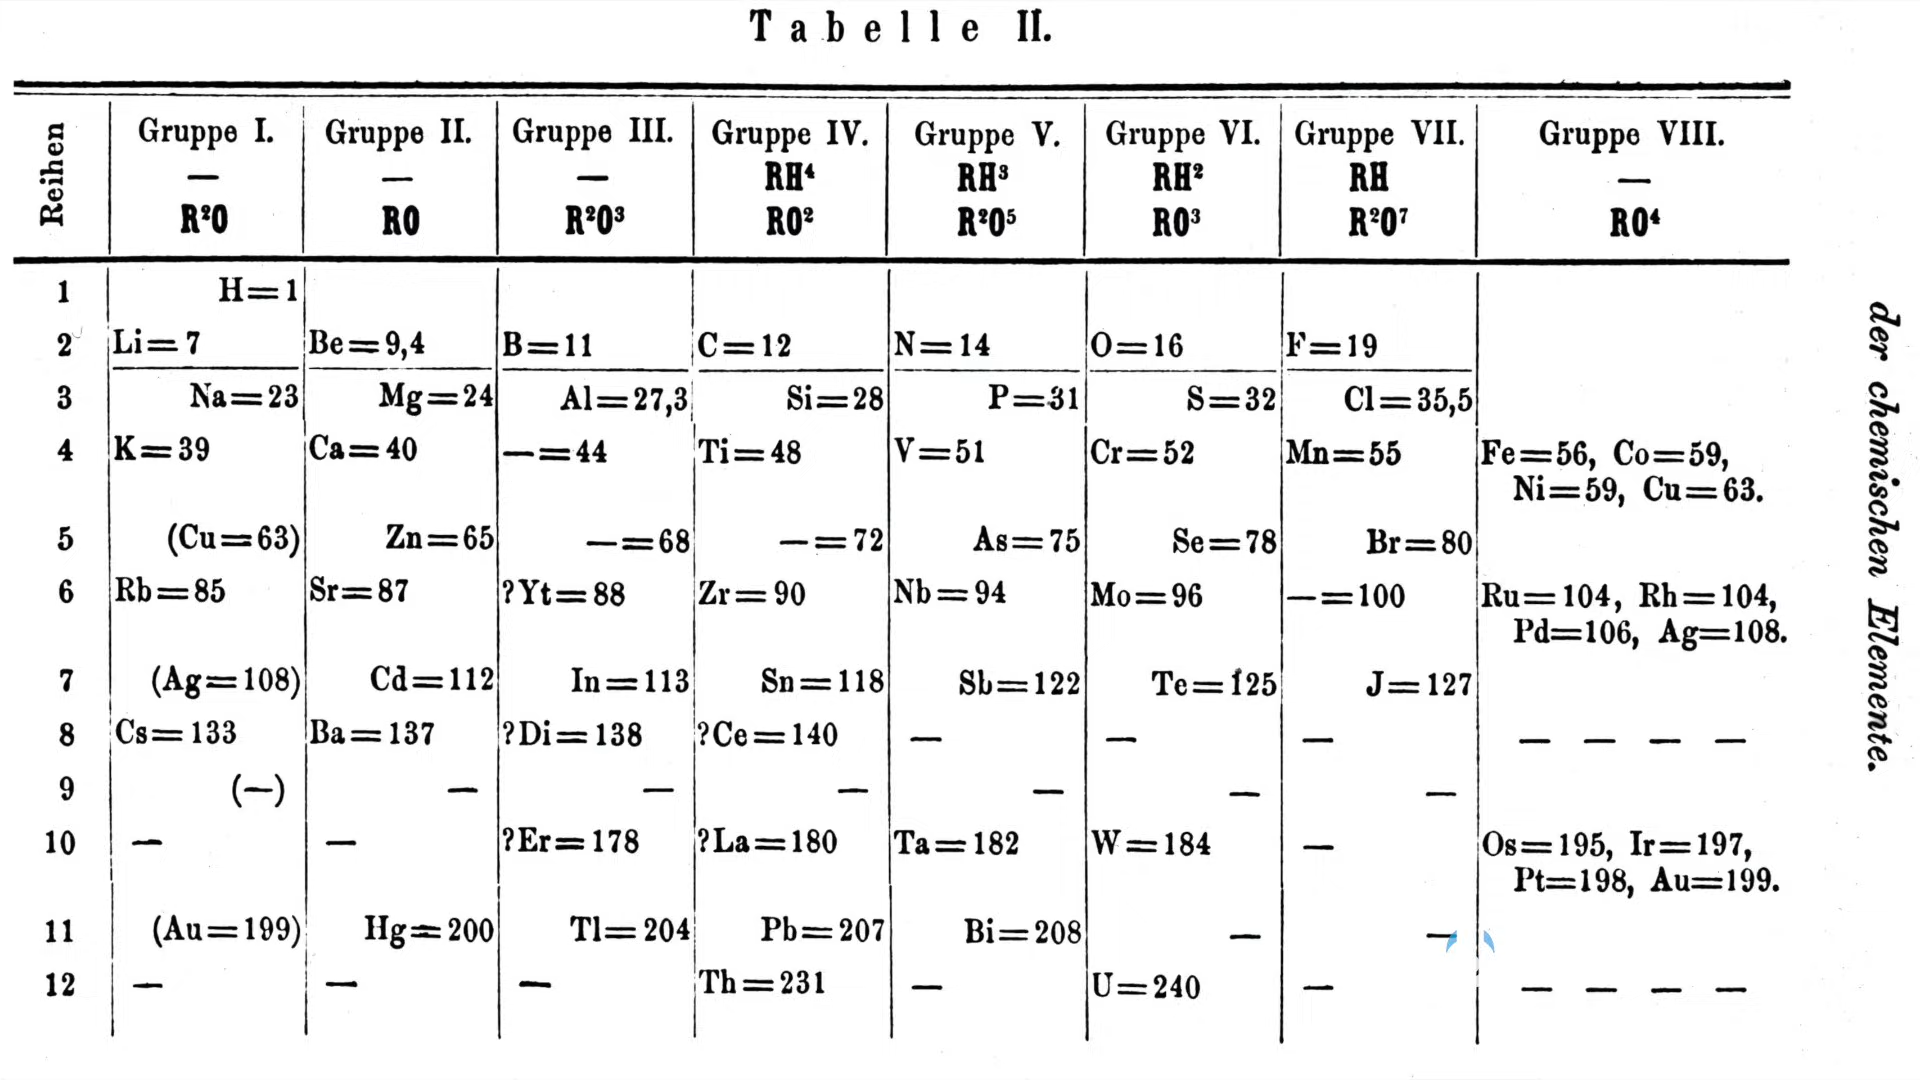 Tabelle II.
Reihen Gruppe I. Gruppe II. Gruppe III. Gruppe IV. Gruppe V. Gruppe VI. Gruppe VII. Gruppe VIII.
— — — RH⁴ RH³ RH² RH —
R²O RO R²O³ RO² R²O⁵ RO³ R²O⁷ RO⁴
1 H=1
2 Li=7 Be=9,4 B=11 C=12 N=14 O=16 F=19
3 Na=23 Mg=24 Al=27,3 Si=28 P=31 S=32 Cl=35,5
4 K=39 Ca=40 —=44 Ti=48 V=51 Cr=52 Mn=55 Fe=56, Co=59,
Ni=59, Cu=63.
5 (Cu=63) Zn=65 —=68 —=72 As=75 Se=78 Br=80
6 Rb=85 Sr=87 ?Yt=88 Zr=90 Nb=94 Mo=96 —=100 Ru=104, Rh=104,
Pd=106, Ag=108.
7 (Ag=108) Cd=112 In=113 Sn=118 Sb=122 Te=125 J=127
8 Cs=133 Ba=137 ?Di=138 ?Ce=140 — — — — — — —
9 (—) — — — — — —
10 — — ?Er=178 ?La=180 Ta=182 W=184 — Os=195, Ir=197,
Pt=198, Au=199.
11 (Au=199) Hg=200 Tl=204 Pb=207 Bi=208 — —
12 — — — Th=231 — U=240 — — — — —
der chemischen Elemente.